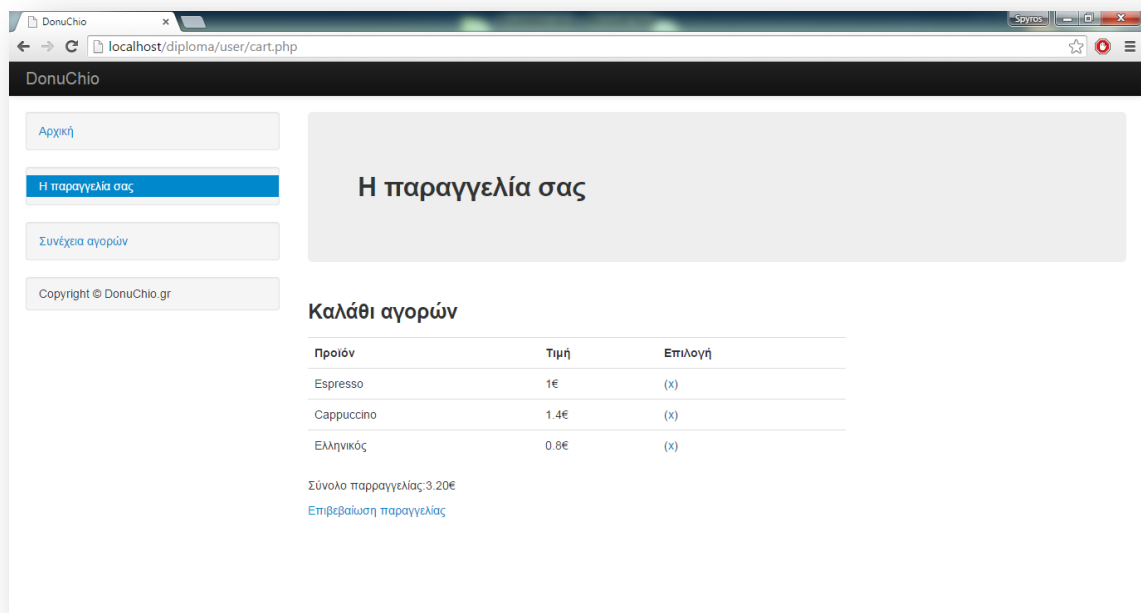 DonuChio
Spyros
localhost/diploma/user/cart.php
DonuChio
Αρχική
Η παραγγελία σας
Συνέχεια αγορών
Copyright © DonuChio.gr
Η παραγγελία σας
Καλάθι αγορών
Προϊόν Τιμή Επιλογή
Espresso 1€ (x)
Cappuccino 1.4€ (x)
Ελληνικός 0.8€ (x)
Σύνολο παρραγγελίας:3.20€
Επιβεβαίωση παραγγελίας